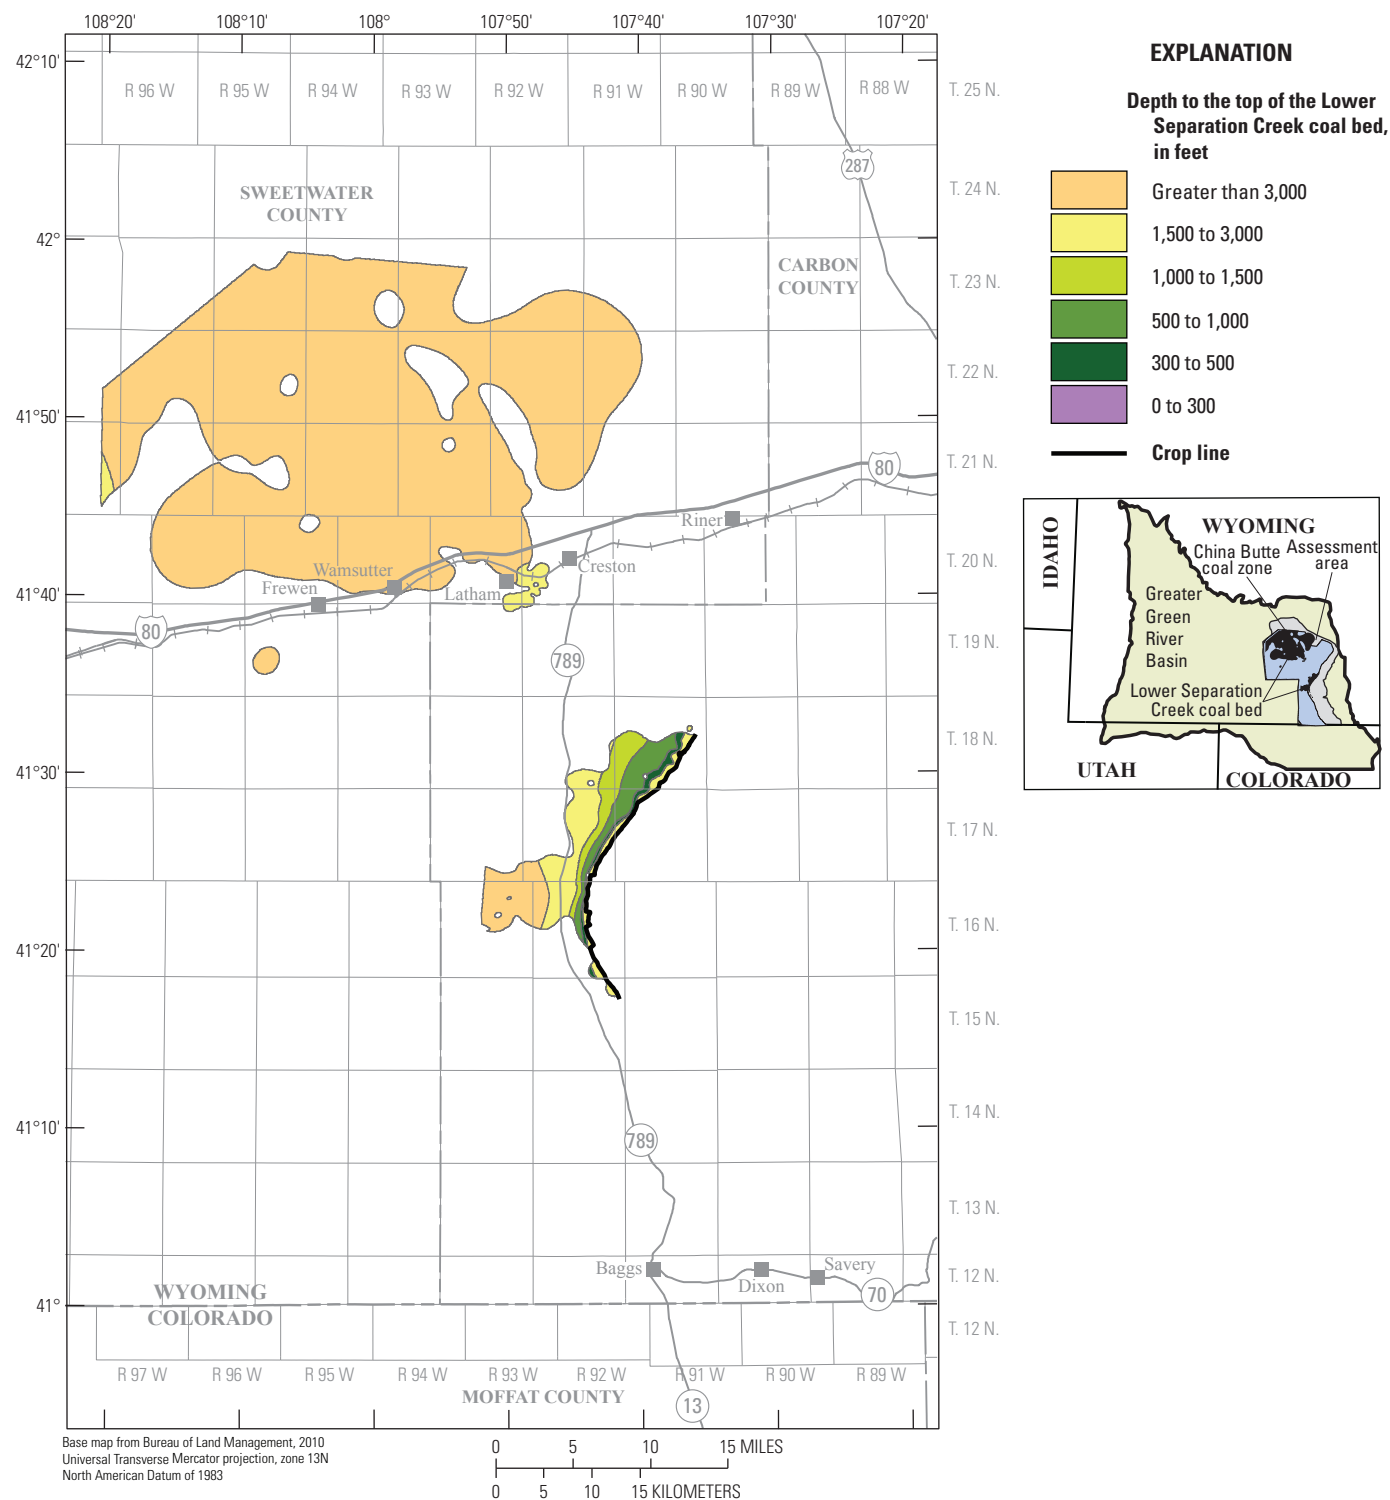 108°20' 108°10' 108° 107°50' 107°40' 107°30' 107°20'
42°10'
R 96 W R 95 W R 94 W R 93 W R 92 W R 91 W R 90 W R 89 W R 88 W T. 25 N.
287
T. 24 N.
SWEETWATER
COUNTY
42°
CARBON
COUNTY
T. 23 N.
T. 22 N.
41°50'
T. 21 N.
80
Riner
T. 20 N.
Creston
Wamsutter
Frewen
Latham
41°40'
80
T. 19 N.
789
T. 18 N.
41°30'
T. 17 N.
T. 16 N.
41°20'
T. 15 N.
T. 14 N.
41°10'
789
T. 13 N.
Baggs
Dixon
Savery
T. 12 N.
70
WYOMING
41°
COLORADO
T. 12 N.
R 97 W R 96 W R 95 W R 94 W R 93 W R 92 W R 91 W R 90 W R 89 W
MOFFAT COUNTY
13
Base map from Bureau of Land Management, 2010
Universal Transverse Mercator projection, zone 13N
North American Datum of 1983
0 5 10 15 MILES
0 5 10 15 KILOMETERS
EXPLANATION
Depth to the top of the Lower
Separation Creek coal bed,
in feet
Greater than 3,000
1,500 to 3,000
1,000 to 1,500
500 to 1,000
300 to 500
0 to 300
Crop line
IDAHO
WYOMING
China Butte
coal zone
Assessment
area
Greater
Green
River
Basin
Lower Separation
Creek coal bed
UTAH
COLORADO